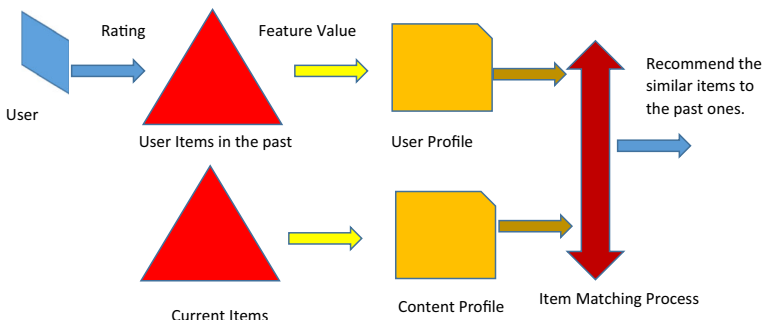 Rating
Feature Value
Recommend the
similar items to
the past ones.
User
User Items in the past
User Profile
Current Items
Content Profile
Item Matching Process